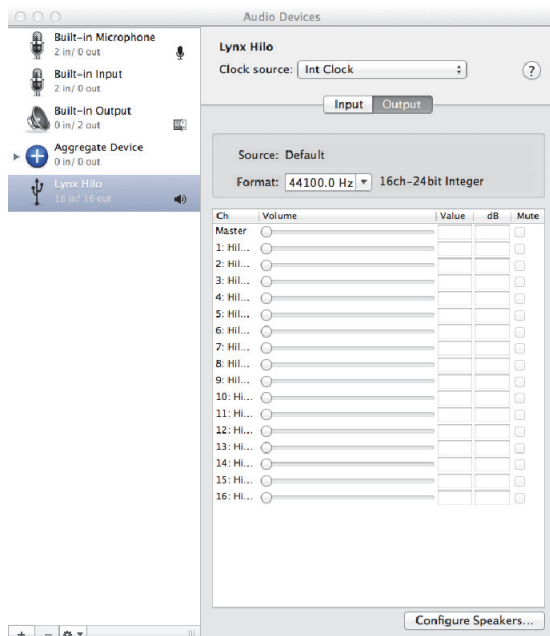 Audio Devices
Built-in Microphone
2 in/ 0 out
Built-in Input
2 in/ 0 out
Built-in Output
0 in/ 2 out
Aggregate Device
0 in/ 0 out
Lynx Hilo
16 in/ 16 out
Lynx Hilo
Clock source: Int Clock
?
Input Output
Source: Default
Format: 44100.0 Hz 16ch-24bit Integer
Ch Volume Value dB Mute
Master
1: Hil...
2: Hil...
3: Hil...
4: Hil...
5: Hil...
6: Hil...
7: Hil...
8: Hil...
9: Hil...
10: Hi...
11: Hi...
12: Hi...
13: Hi...
14: Hi...
15: Hi...
16: Hi...
Configure Speakers...